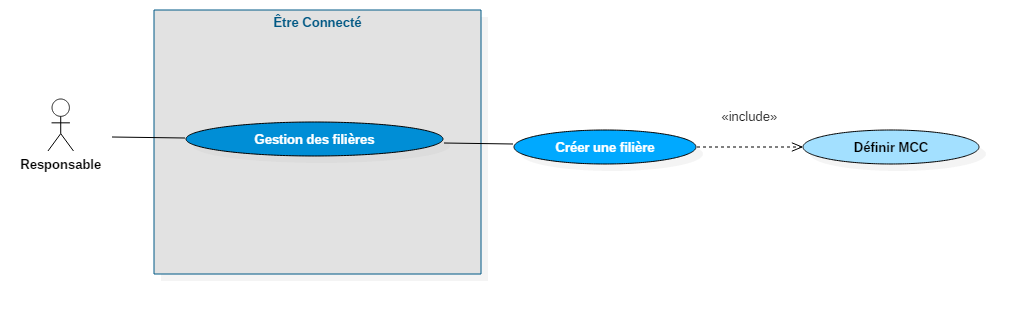 Être Connecté
«include»
Gestion des filières
Créer une filière
Définir MCC
Responsable